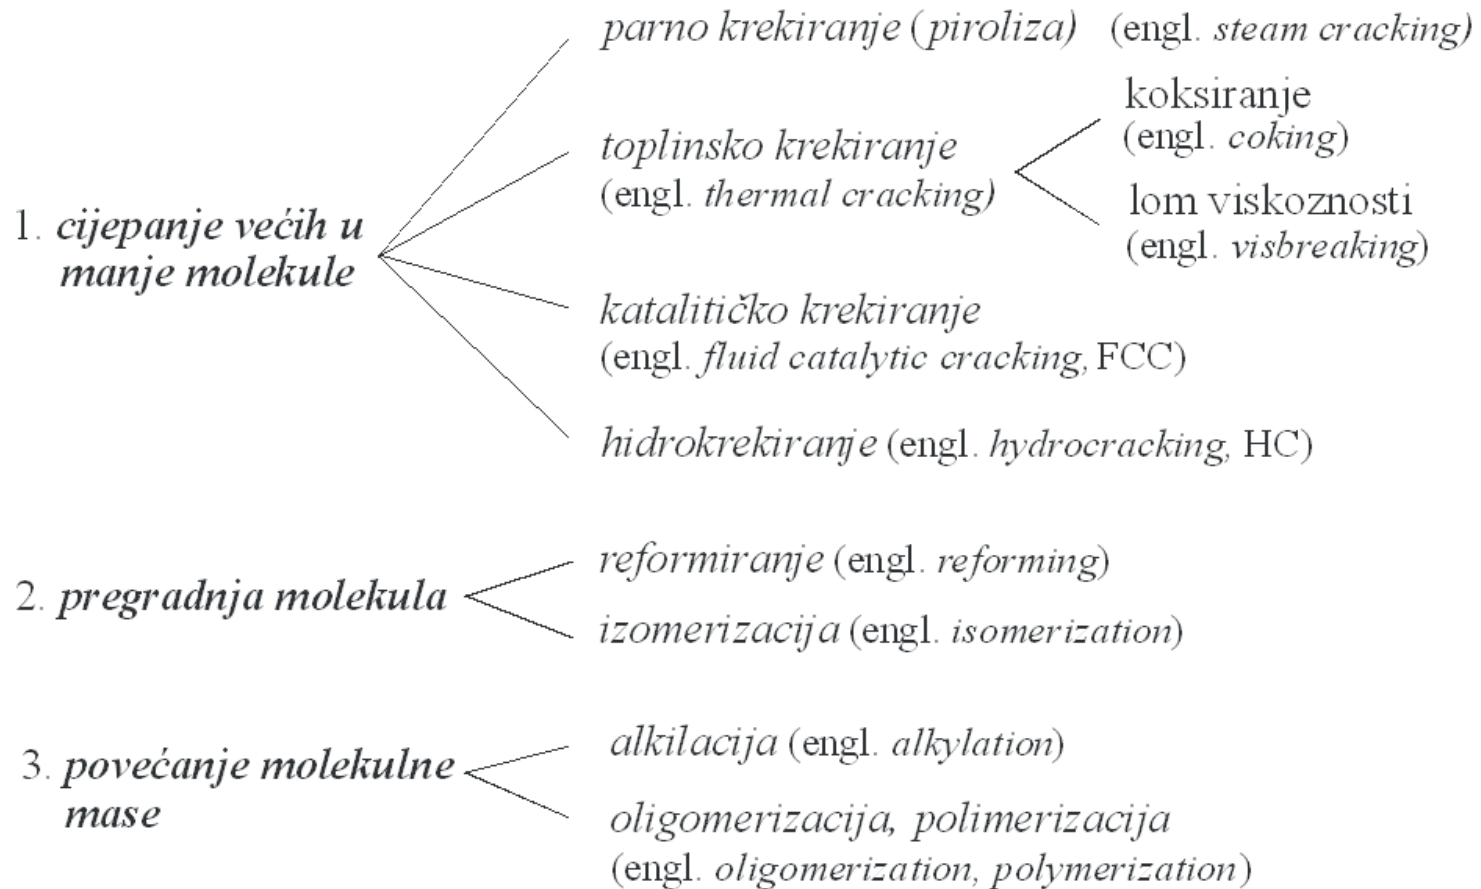 parno krekiranje (piroliza) (engl. steam cracking)
koksiranje
(engl. coking)
toplinsko krekiranje
(engl. thermal cracking)
lom viskoznosti
(engl. visbreaking)
1. cijepanje većih u
manje molekule
katalitičko krekiranje
(engl. fluid catalytic cracking, FCC)
hidrokrekiranje (engl. hydrocracking, HC)
reformiranje (engl. reforming)
2. pregradnja molekula
izomerizacija (engl. isomerization)
alkilacija (engl. alkylation)
3. povećanje molekulne
mase
oligomerizacija, polimerizacija
(engl. oligomerization, polymerization)